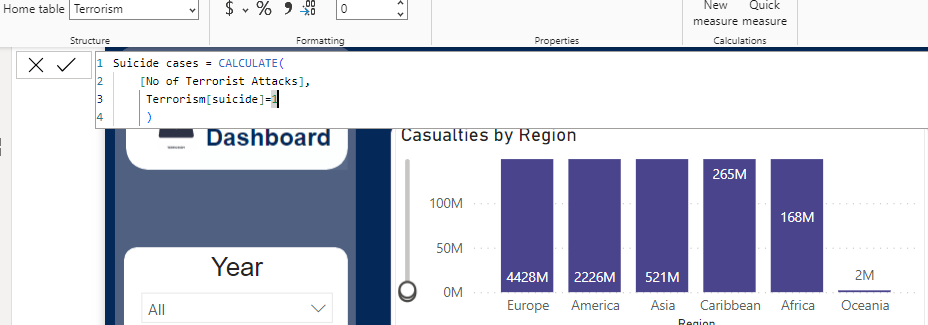 Home table Terrorism
$ % 0
New measure
Quick measure
Structure
Formatting
Properties
Calculations
1 Suicide cases = CALCULATE(
2 [No of Terrorist Attacks],
3 Terrorism[suicide]=1
4 )
Dashboard
Year
All
Casualties by Region
100M
50M
0M
4428M
2226M
521M
265M
168M
2M
Europe
America
Asia
Caribbean
Africa
Oceania
Region